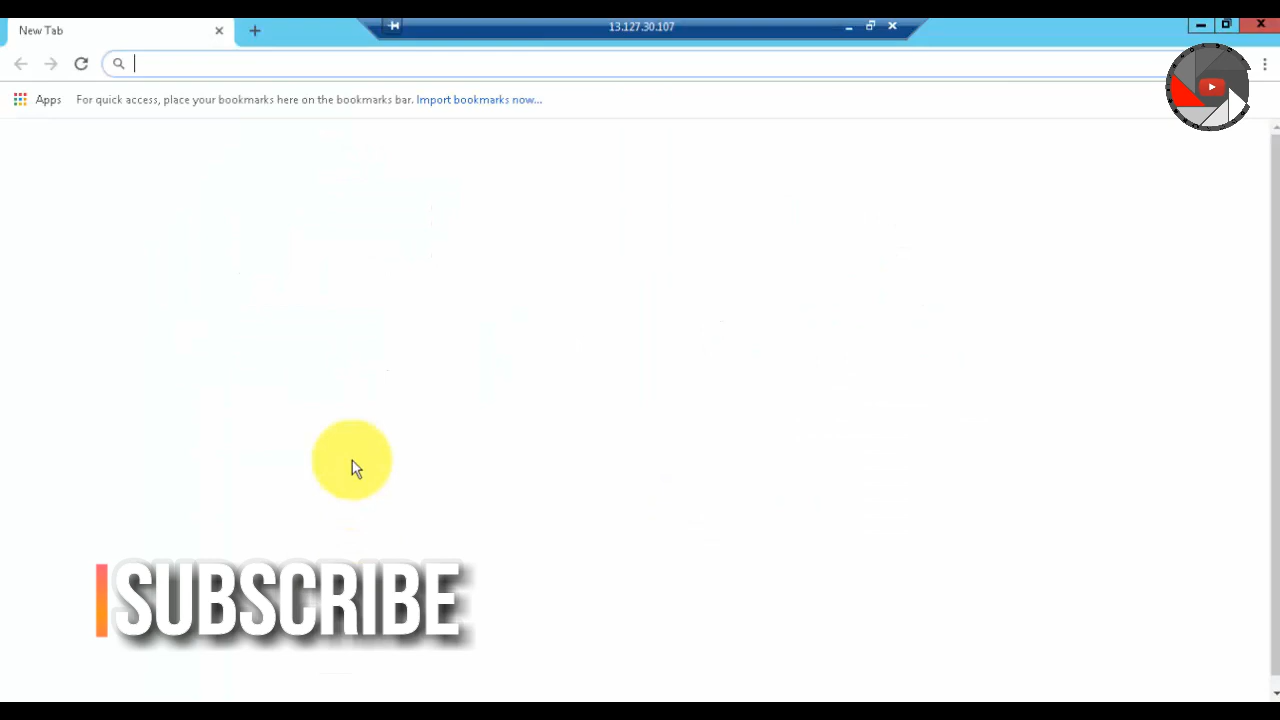 New Tab
13.127.30.107
Apps For quick access, place your bookmarks here on the bookmarks bar. Import bookmarks now...
SUBSCRIBE